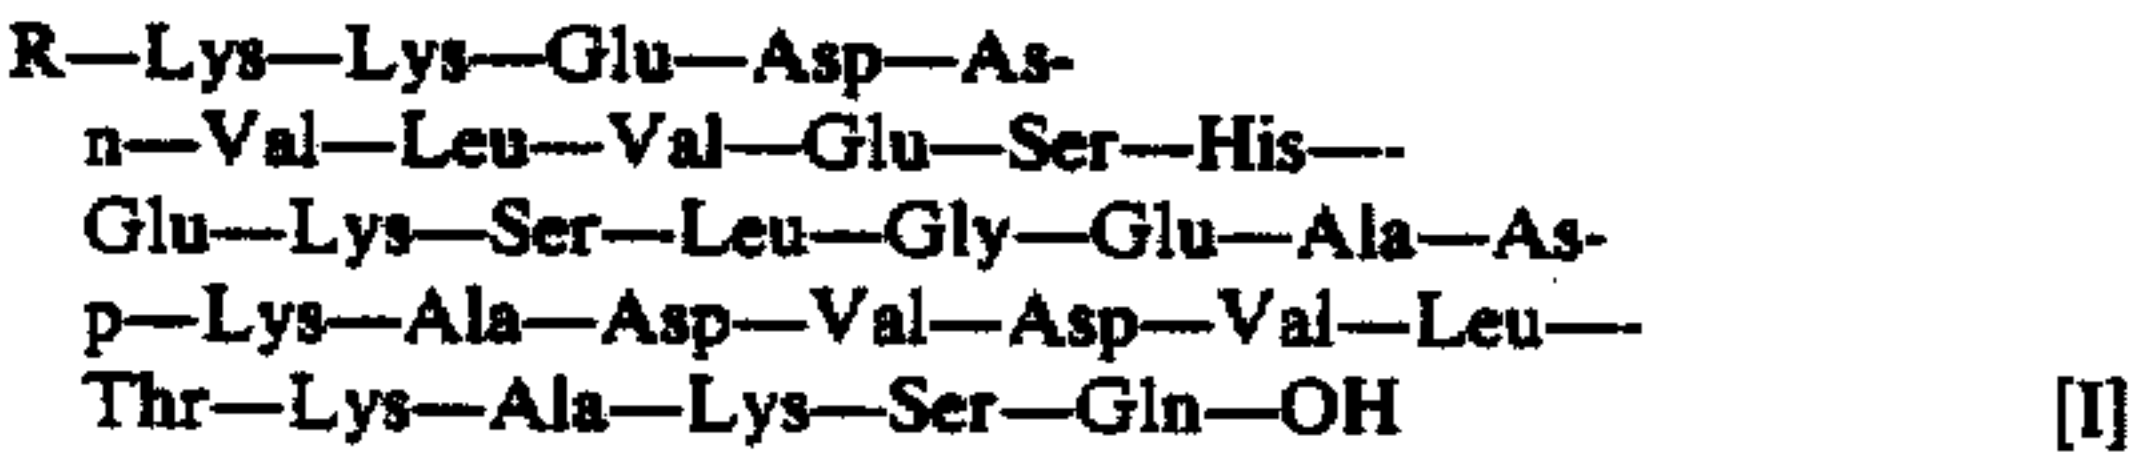 R—Lys—Lys—Glu—Asp—As-
n—Val—Leu—Val—Glu—Ser—His—-
Glu—Lys—Ser—Leu—Gly—Glu—Ala—As-
p—Lys—Ala—Asp—Val—Asp—Val—Leu—-
Thr—Lys—Ala—Lys—Ser—Gln—OH [I]